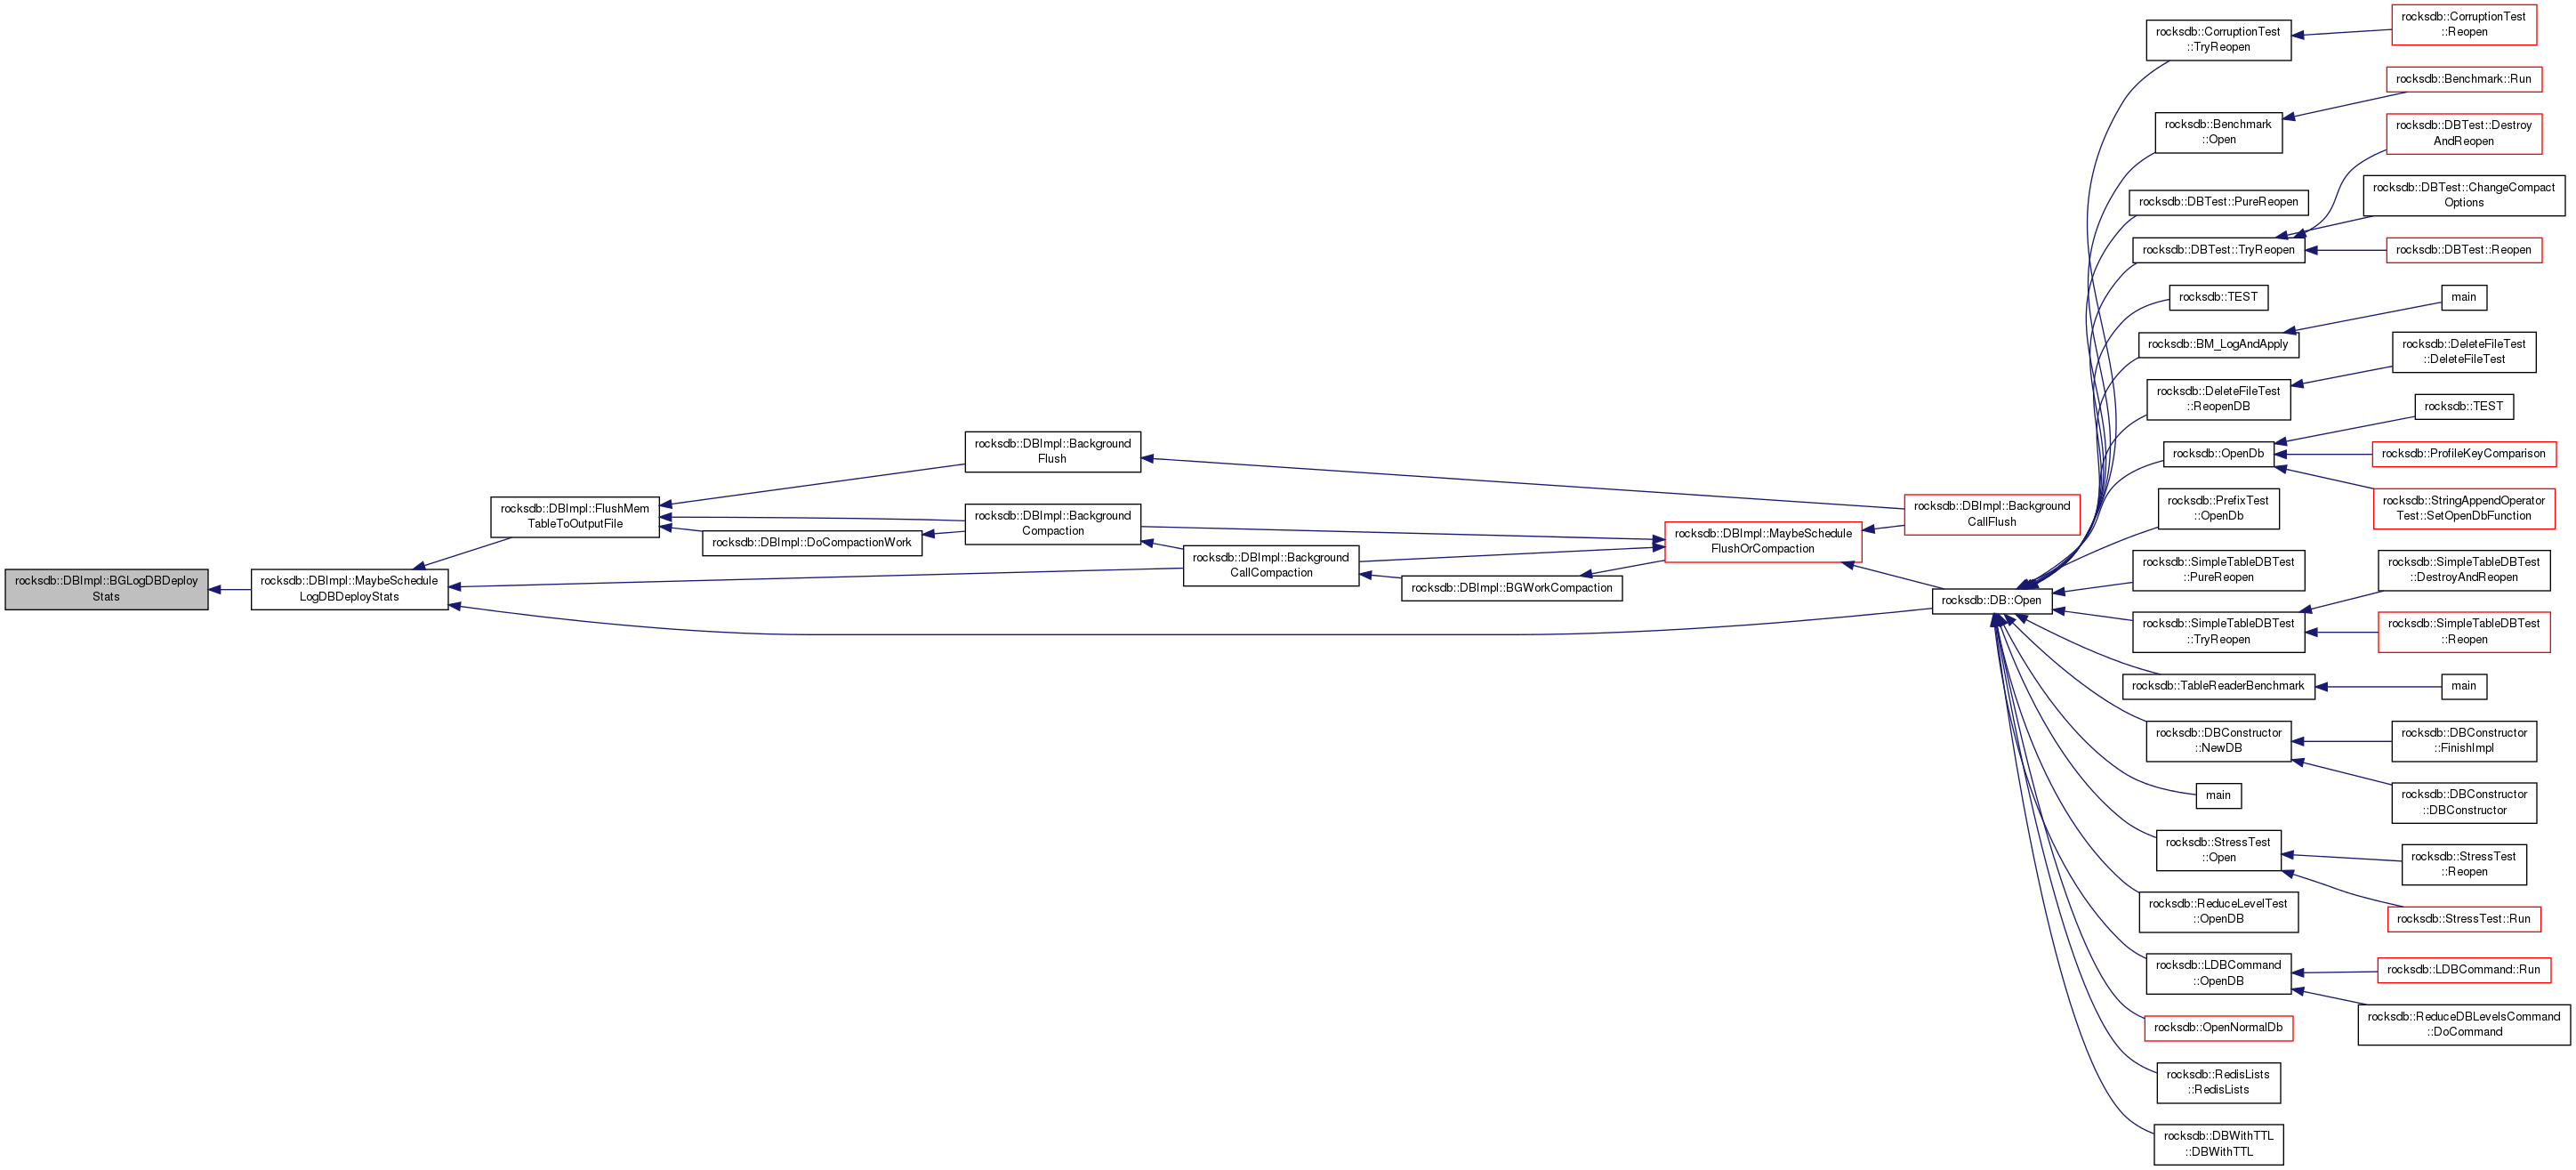 rocksdb::DBImpl::BGLogDBDeploy
Stats
rocksdb::DBImpl::MaybeSchedule
LogDBDeployStats
rocksdb::DBImpl::FlushMem
TableToOutputFile
rocksdb::DBImpl::DoCompactionWork
rocksdb::DBImpl::Background
Flush
rocksdb::DBImpl::Background
Compaction
rocksdb::DBImpl::Background
CallCompaction
rocksdb::DBImpl::BGWorkCompaction
rocksdb::DBImpl::MaybeSchedule
FlushOrCompaction
rocksdb::DBImpl::Background
CallFlush
rocksdb::DB::Open
rocksdb::CorruptionTest
::TryReopen
rocksdb::Benchmark
::Open
rocksdb::DBTest::PureReopen
rocksdb::DBTest::TryReopen
rocksdb::TEST
rocksdb::BM_LogAndApply
rocksdb::DeleteFileTest
::ReopenDB
rocksdb::OpenDb
rocksdb::PrefixTest
::OpenDb
rocksdb::SimpleTableDBTest
::PureReopen
rocksdb::SimpleTableDBTest
::TryReopen
rocksdb::TableReaderBenchmark
rocksdb::DBConstructor
::NewDB
main
rocksdb::StressTest
::Open
rocksdb::ReduceLevelTest
::OpenDB
rocksdb::LDBCommand
::OpenDB
rocksdb::OpenNormalDb
rocksdb::RedisLists
::RedisLists
rocksdb::DBWithTTL
::DBWithTTL
rocksdb::CorruptionTest
::Reopen
rocksdb::Benchmark::Run
rocksdb::DBTest::Destroy
AndReopen
rocksdb::DBTest::ChangeCompact
Options
rocksdb::DBTest::Reopen
main
rocksdb::DeleteFileTest
::DeleteFileTest
rocksdb::TEST
rocksdb::ProfileKeyComparison
rocksdb::StringAppendOperator
Test::SetOpenDbFunction
rocksdb::SimpleTableDBTest
::DestroyAndReopen
rocksdb::SimpleTableDBTest
::Reopen
main
rocksdb::DBConstructor
::FinishImpl
rocksdb::DBConstructor
::DBConstructor
rocksdb::StressTest
::Reopen
rocksdb::StressTest::Run
rocksdb::LDBCommand::Run
rocksdb::ReduceDBLevelsCommand
::DoCommand